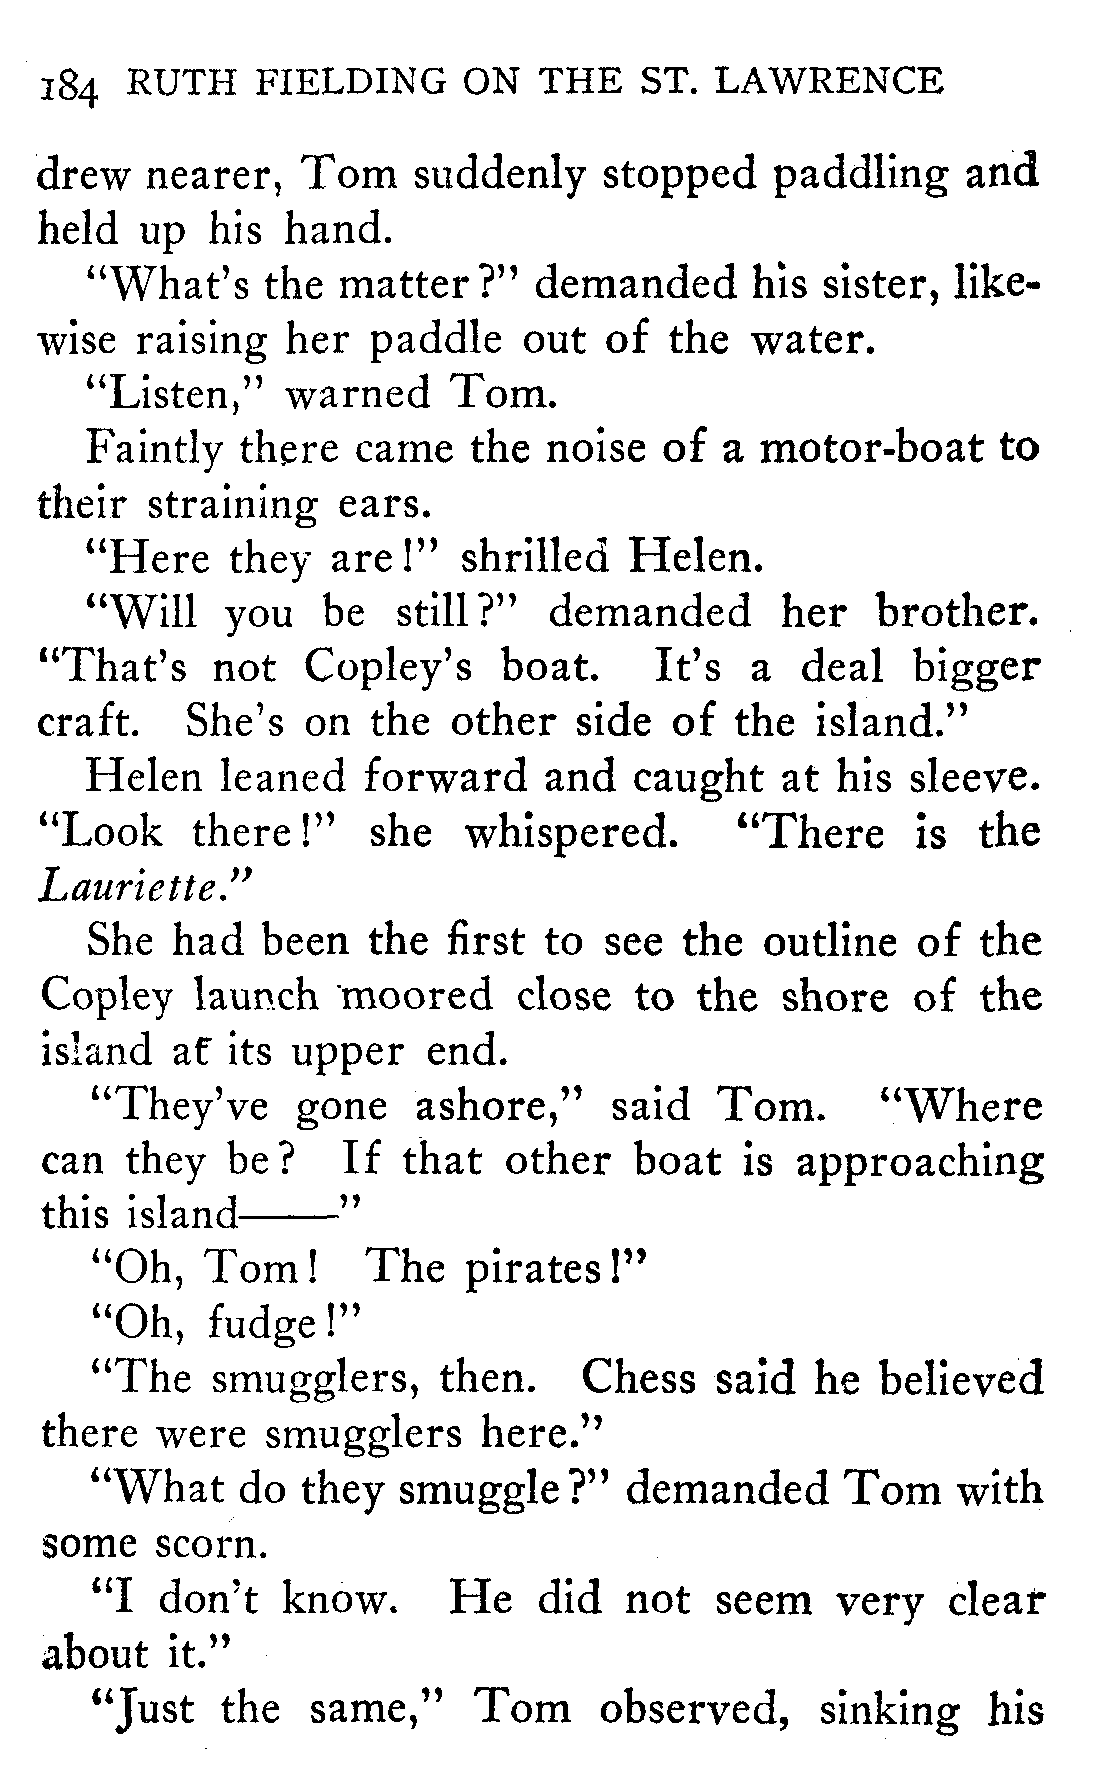 184 RUTH FIELDING ON THE ST. LAWRENCE
drew nearer, Tom suddenly stopped paddling and
held up his hand.
“What’s the matter?” demanded his sister, like-
wise raising her paddle out of the water.
“Listen,” warned Tom.
Faintly there came the noise of a motor-boat to
their straining ears.
“Here they are!” shrilled Helen.
“Will you be still?” demanded her brother.
“That’s not Copley’s boat. It’s a deal bigger
craft. She’s on the other side of the island.”
Helen leaned forward and caught at his sleeve.
“Look there!” she whispered. “There is the
Lauriette.”
She had been the first to see the outline of the
Copley launch moored close to the shore of the
island at its upper end.
“They’ve gone ashore,” said Tom. “Where
can they be? If that other boat is approaching
this island——”
“Oh, Tom! The pirates!”
“Oh, fudge!”
“The smugglers, then. Chess said he believed
there were smugglers here.”
“What do they smuggle?” demanded Tom with
some scorn.
“I don’t know. He did not seem very clear
about it.”
“Just the same,” Tom observed, sinking his